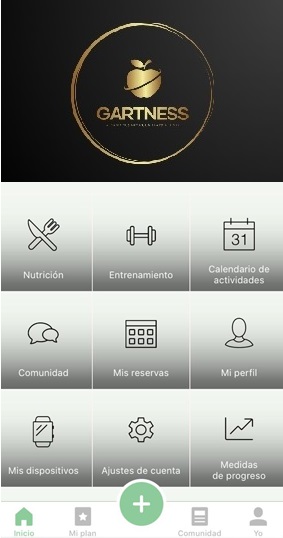 GARTNESS
Nutrición
Entrenamiento
Calendario de
actividades
31
Comunidad
Mis reservas
Mi perfil
Mis dispositivos
Ajustes de cuenta
Medidas
de progreso
Inicio
Mi plan
Comunidad
Yo